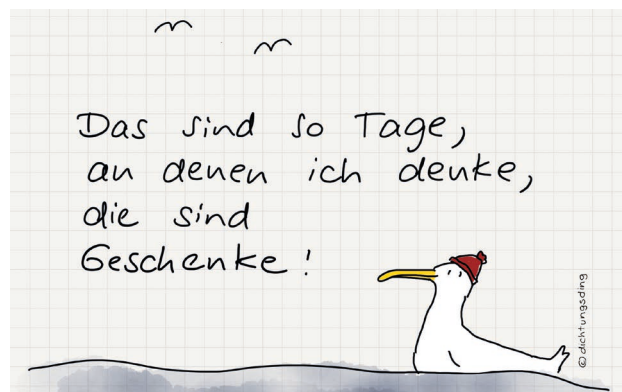 Das sind so Tage,
an denen ich denke,
die sind
Geschenke!
© dichtungsding